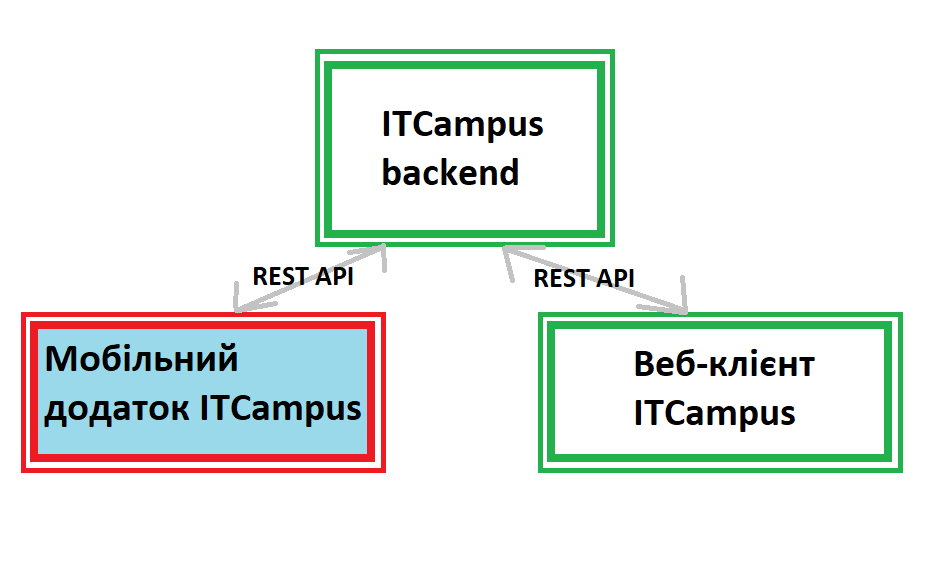 ITCampus
backend
REST API
REST API
Мобільний
додаток ITCampus
Веб-клієнт
ITCampus